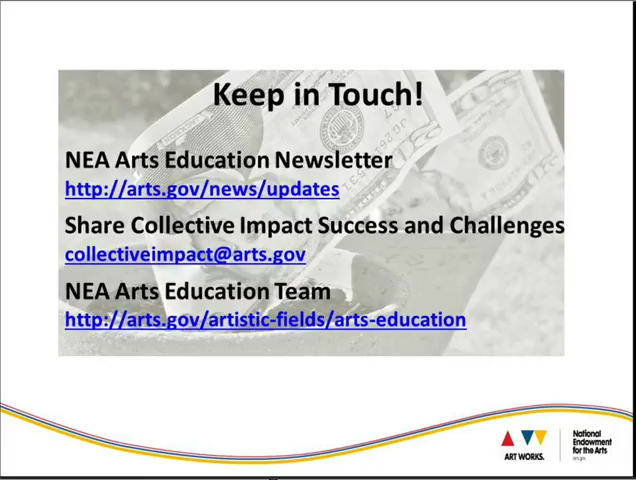 Keep in Touch!
NEA Arts Education Newsletter
http://arts.gov/news/updates
Share Collective Impact Success and Challenges
collectiveimpact@arts.gov
NEA Arts Education Team
http://arts.gov/artistic-fields/arts-education
ART WORKS.
National
Endowment
for the Arts
arts.gov